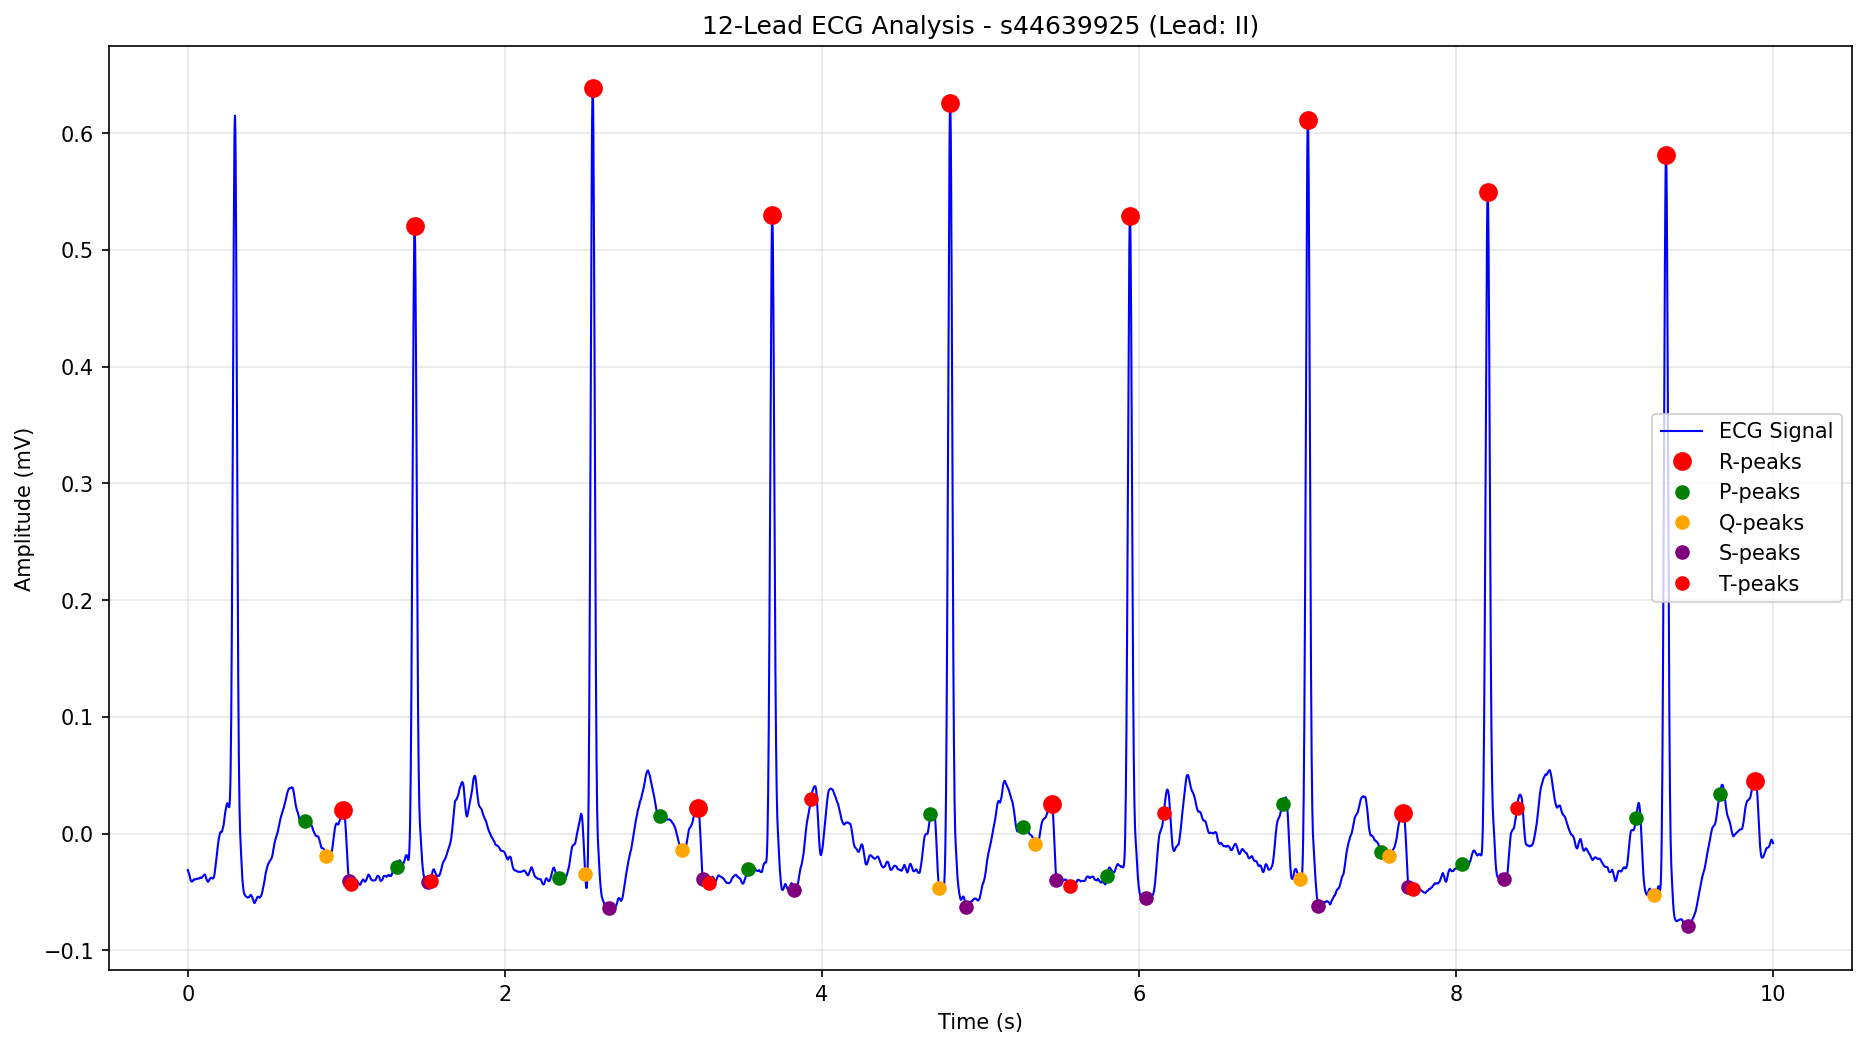 12-Lead ECG Analysis - s44639925 (Lead: II)
Amplitude (mV)
0.6
0.5
0.4
0.3
0.2
0.1
0.0
−0.1
ECG Signal
R-peaks
P-peaks
Q-peaks
S-peaks
T-peaks
0 2 4 6 8 10
Time (s)